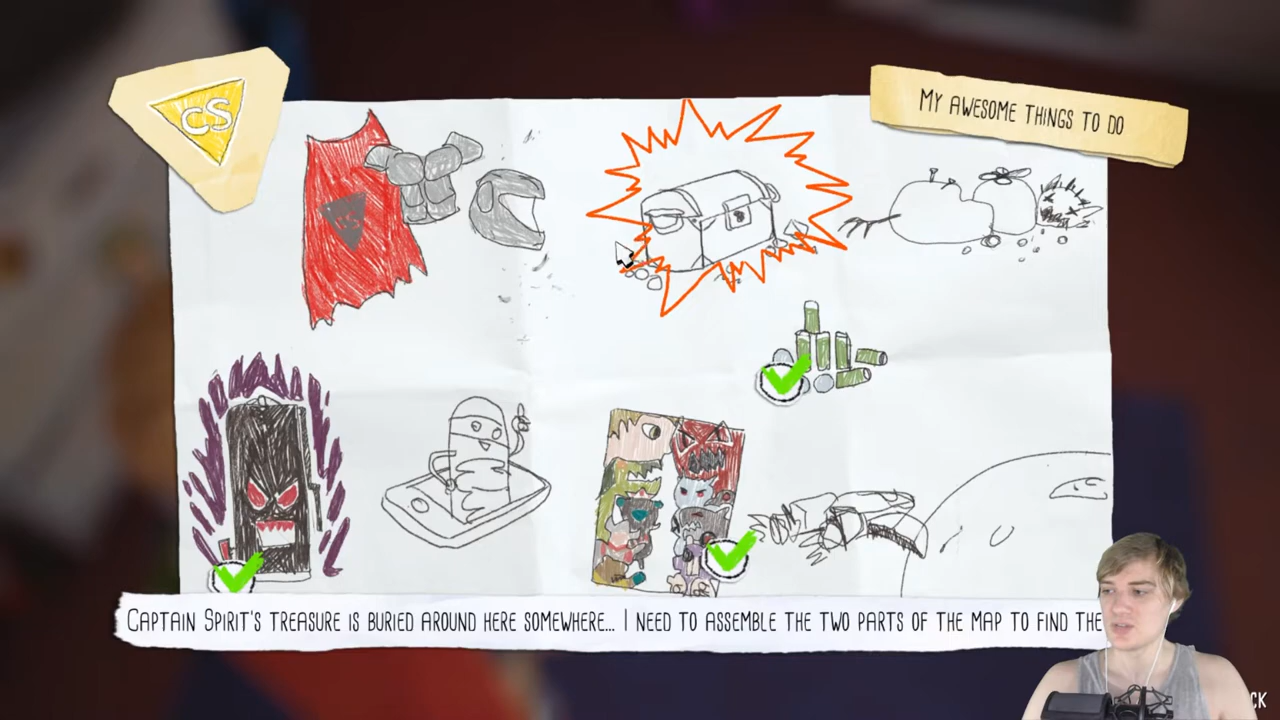 CS
MY AWESOME THINGS TO DO
CS
CAPTAIN SPIRIT'S TREASURE IS BURIED AROUND HERE SOMEWHERE... I NEED TO ASSEMBLE THE TWO PARTS OF THE MAP TO FIND THE